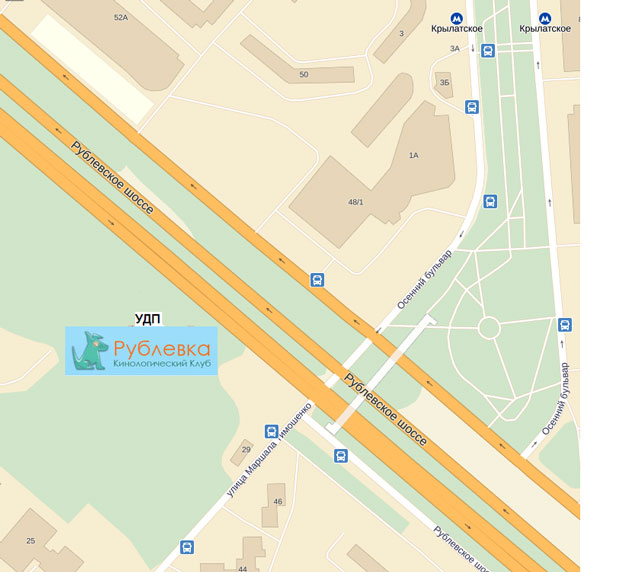 52А
Крылатское
Крылатское
3
3А
50
3Б
1А
Рублевское шоссе
48/1
Осенний бульвар
УДП
Рублевка
Кинологический Клуб
Рублевское шоссе
Осенний бульвар
улица Маршала Тимошенко
29
46
Рублевское шос
25
44